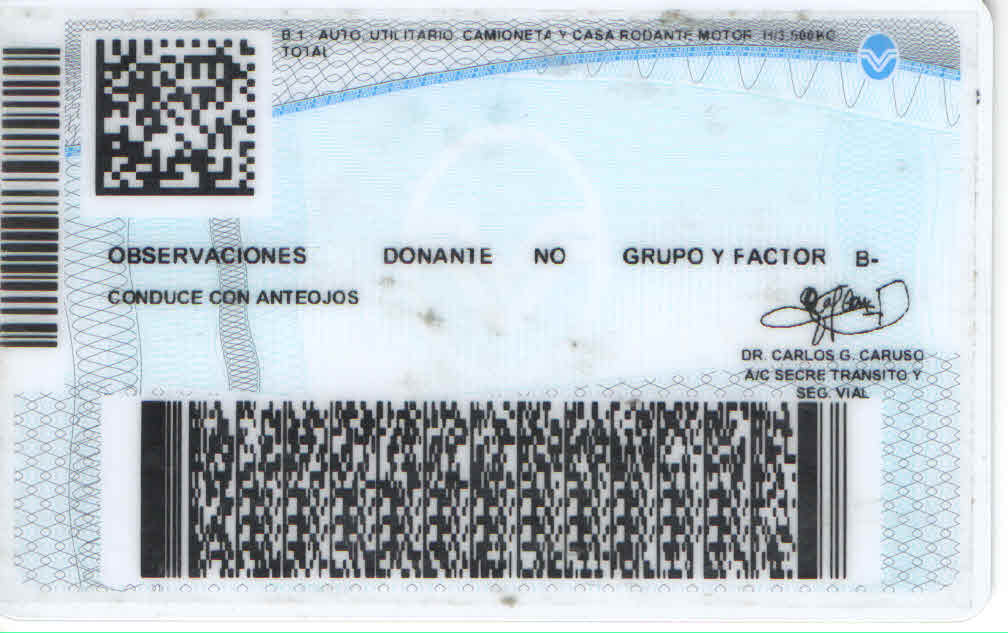 B.1 AUTO, UTILITARIO, CAMIONETA Y CASA RODANTE MOTOR. H/3.500KG
TOTAL
OBSERVACIONES DONANTE NO GRUPO Y FACTOR B-
CONDUCE CON ANTEOJOS
DR. CARLOS G. CARUSO
A/C SECRE TRANSITO Y
SEG. VIAL